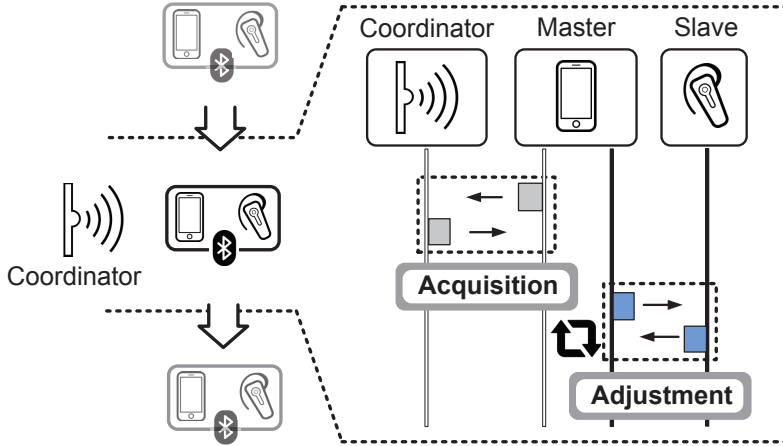 Coordinator
Master
Slave
Coordinator
Acquisition
Adjustment